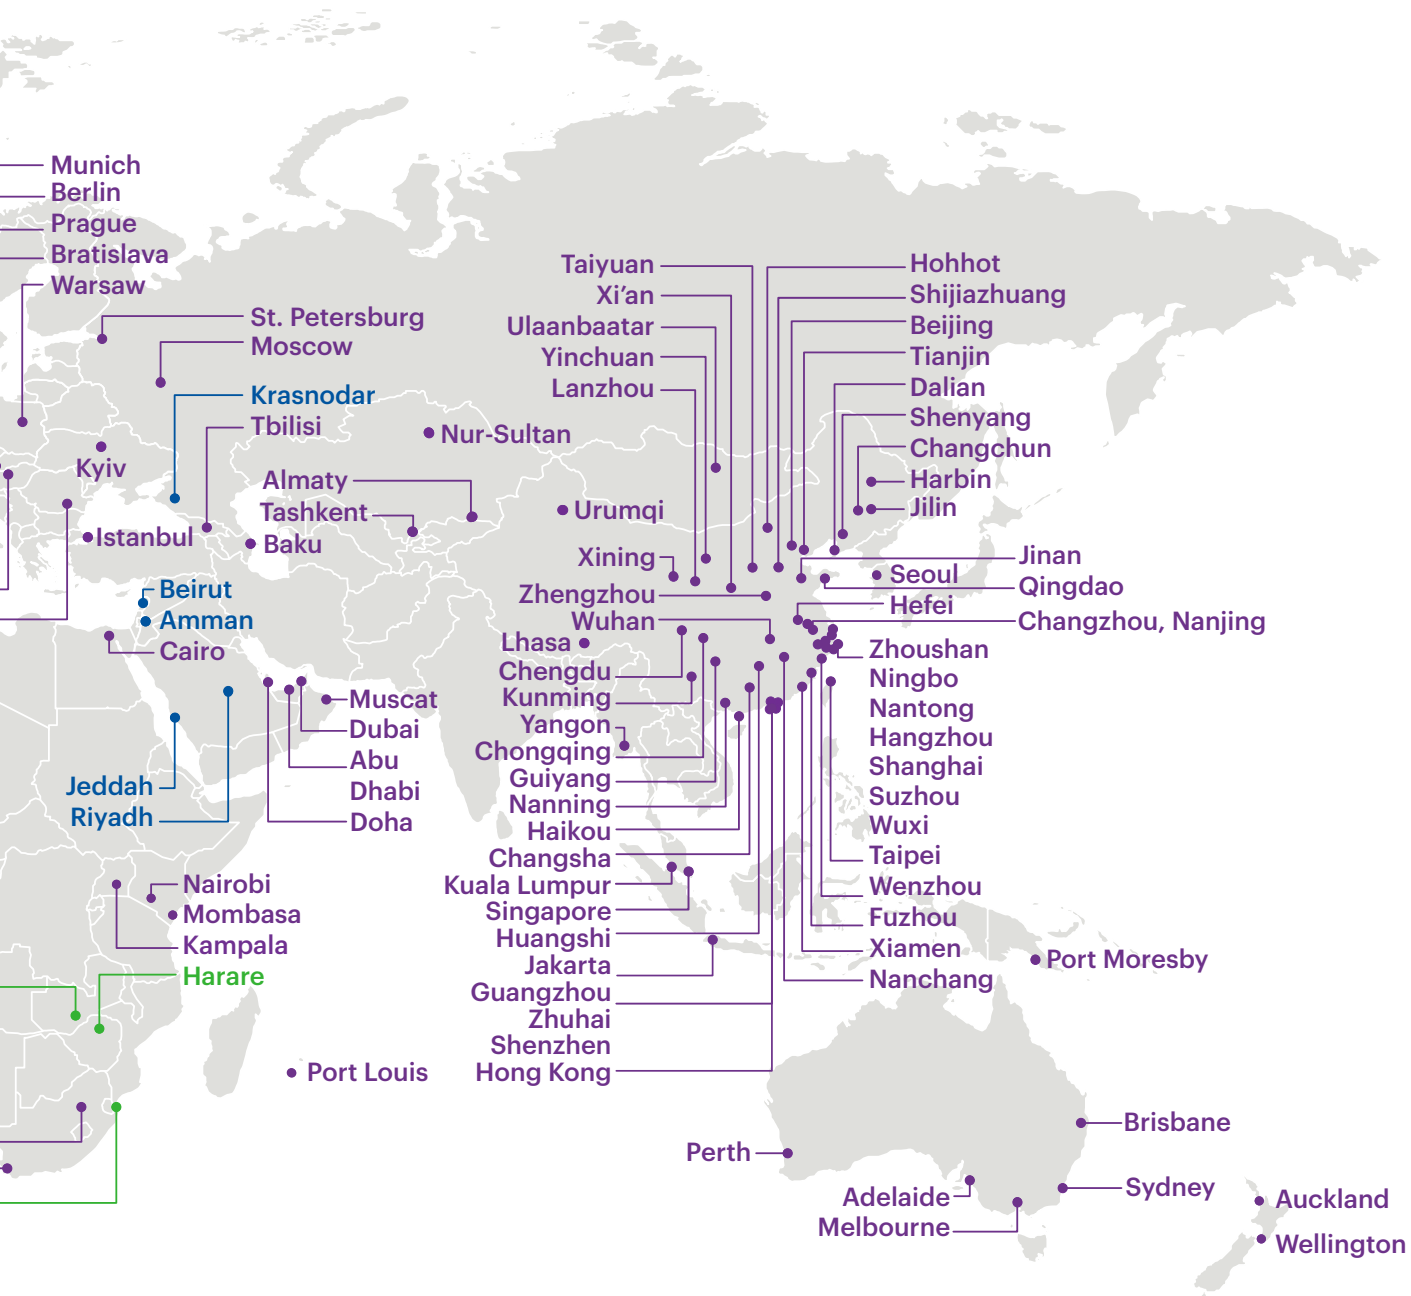 Munich
Berlin
Prague
Bratislava
Warsaw
St. Petersburg
Moscow
Krasnodar
Tbilisi
Nur-Sultan
Kyiv
Almaty
Tashkent
Istanbul
Baku
Beirut
Amman
Cairo
Muscat
Dubai
Abu
Dhabi
Doha
Jeddah
Riyadh
Nairobi
Mombasa
Kampala
Harare
Port Louis
Taiyuan
Xi’an
Ulaanbaatar
Yinchuan
Lanzhou
Urumqi
Xining
Zhengzhou
Wuhan
Lhasa
Chengdu
Kunming
Yangon
Chongqing
Guiyang
Nanning
Haikou
Changsha
Kuala Lumpur
Singapore
Huangshi
Jakarta
Guangzhou
Zhuhai
Shenzhen
Hong Kong
Hohhot
Shijiazhuang
Beijing
Tianjin
Dalian
Shenyang
Changchun
Harbin
Jilin
Jinan
Seoul
Qingdao
Hefei
Changzhou, Nanjing
Zhoushan
Ningbo
Nantong
Hangzhou
Shanghai
Suzhou
Wuxi
Taipei
Wenzhou
Fuzhou
Xiamen
Nanchang
Port Moresby
Perth
Adelaide
Melbourne
Brisbane
Sydney
Auckland
Wellington